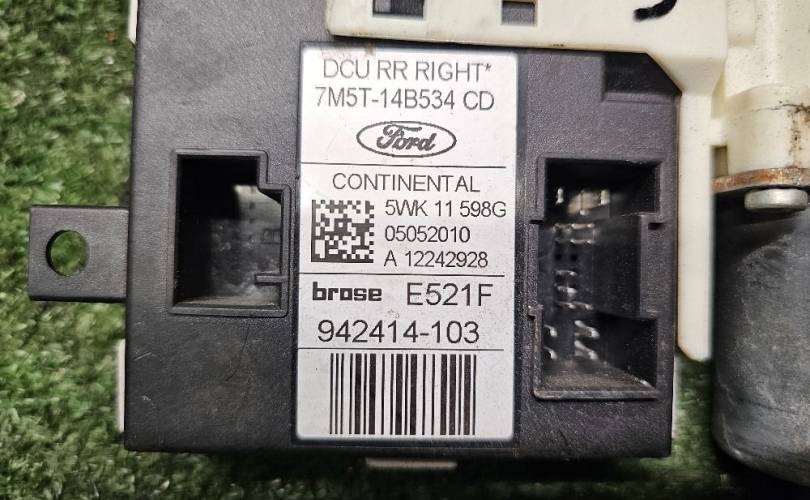 DCU RR RIGHT*
7M5T-14B534 CD
Ford
CONTINENTAL
5WK 11 598G
05052010
A 12242928
brose E521F
942414-103